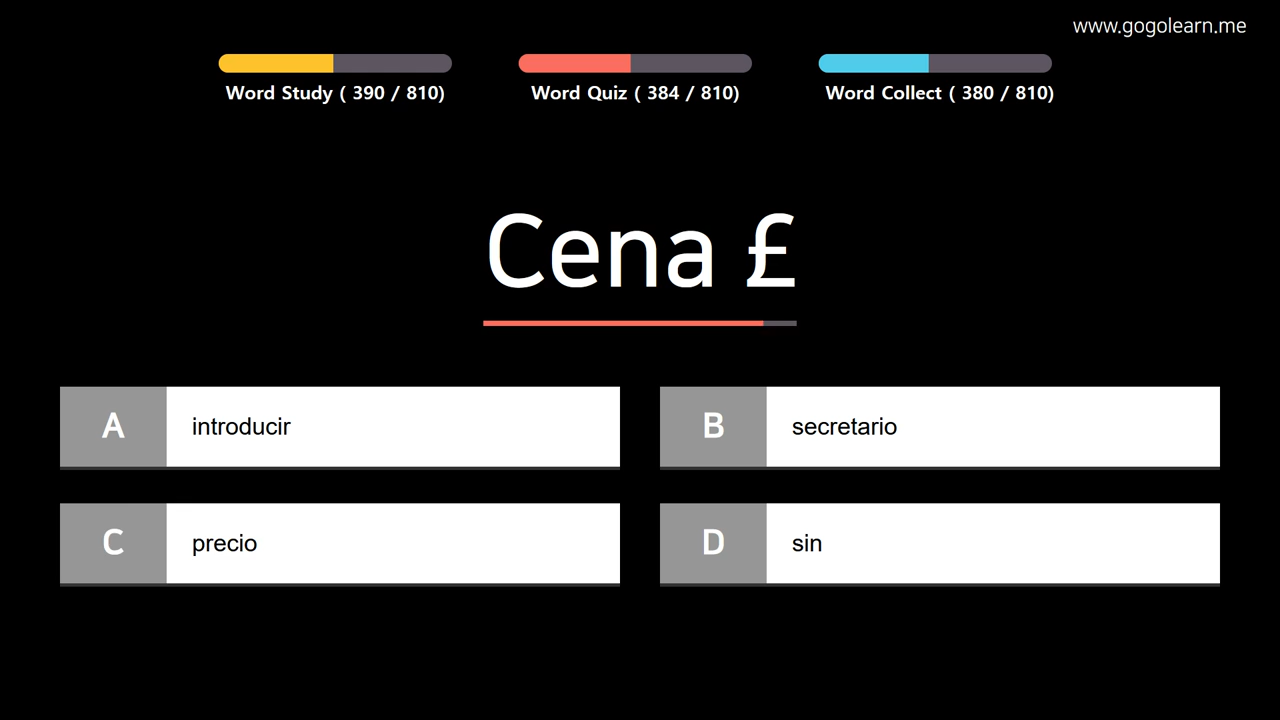 www.gogolearn.me
Word Study ( 390 / 810)
Word Quiz ( 384 / 810)
Word Collect ( 380 / 810)
Cena £
A introducir
B secretario
C precio
D sin